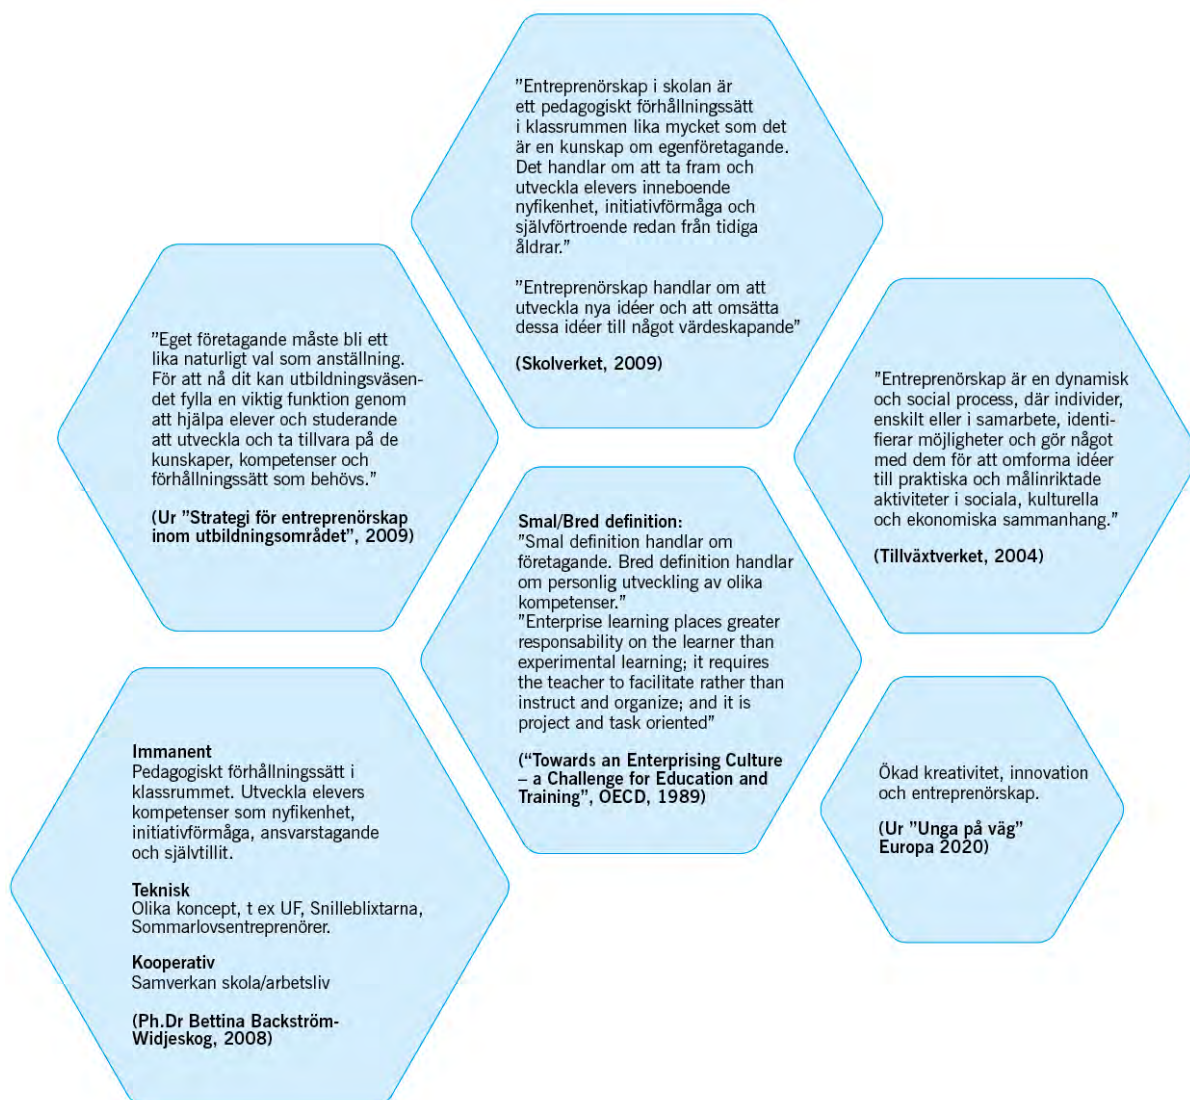 "Entreprenörskap i skolan är
ett pedagogiskt förhållningssätt
i klassrummen lika mycket som det
är en kunskap om egenföretagande.
Det handlar om att ta fram och
utveckla elevers inneboende
nyfikenhet, initiativförmåga och
självförtroende redan från tidiga
åldrar."
"Entreprenörskap handlar om att
utveckla nya idéer och att omsätta
dessa idéer till något värdeskapande"
(Skolverket, 2009)
"Eget företagande måste bli ett
lika naturligt val som anställning.
För att nå dit kan utbildningsväsen-
det fylla en viktig funktion genom
att hjälpa elever och studerande
att utveckla och ta tillvara på de
kunskaper, kompetenser och
förhållningssätt som behövs."
(Ur "Strategi för entreprenörskap
inom utbildningsområdet", 2009)
"Entreprenörskap är en dynamisk
och social process, där individer,
enskilt eller i samarbete, identi-
fierar möjligheter och gör något
med dem för att omforma idéer
till praktiska och målinriktade
aktiviteter i sociala, kulturella
och ekonomiska sammanhang."
(Tillväxtverket, 2004)
Smal/Bred definition:
"Smal definition handlar om
företagande. Bred definition handlar
om personlig utveckling av olika
kompetenser."
"Enterprise learning places greater
responsability on the learner than
experimental learning; it requires
the teacher to facilitate rather than
instruct and organize; and it is
project and task oriented"
("Towards an Enterprising Culture
– a Challenge for Education and
Training", OECD, 1989)
Immanent
Pedagogiskt förhållningssätt i
klassrummet. Utveckla elevers
kompetenser som nyfikenhet,
initiativförmåga, ansvarstagande
och självtillit.
Teknisk
Olika koncept, t ex UF, Snilleblixtarna,
Sommarlovsentreprenörer.
Kooperativ
Samverkan skola/arbetsliv
(Ph.Dr Bettina Backström-
Widjeskog, 2008)
Ökad kreativitet, innovation
och entreprenörskap.
(Ur "Unga på väg"
Europa 2020)